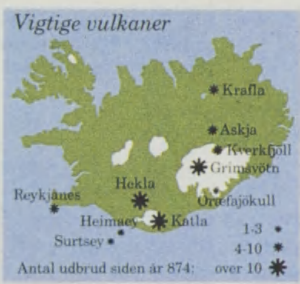 Vigtige vulkaner
Krafla
Askja
Kverkfjöll
Grimsvötn
Öræfajökull
Hekla
Reykjanes
Heimaey
Katla
Surtsey
1-3
4-10
Antal udbrud siden år 874: over 10